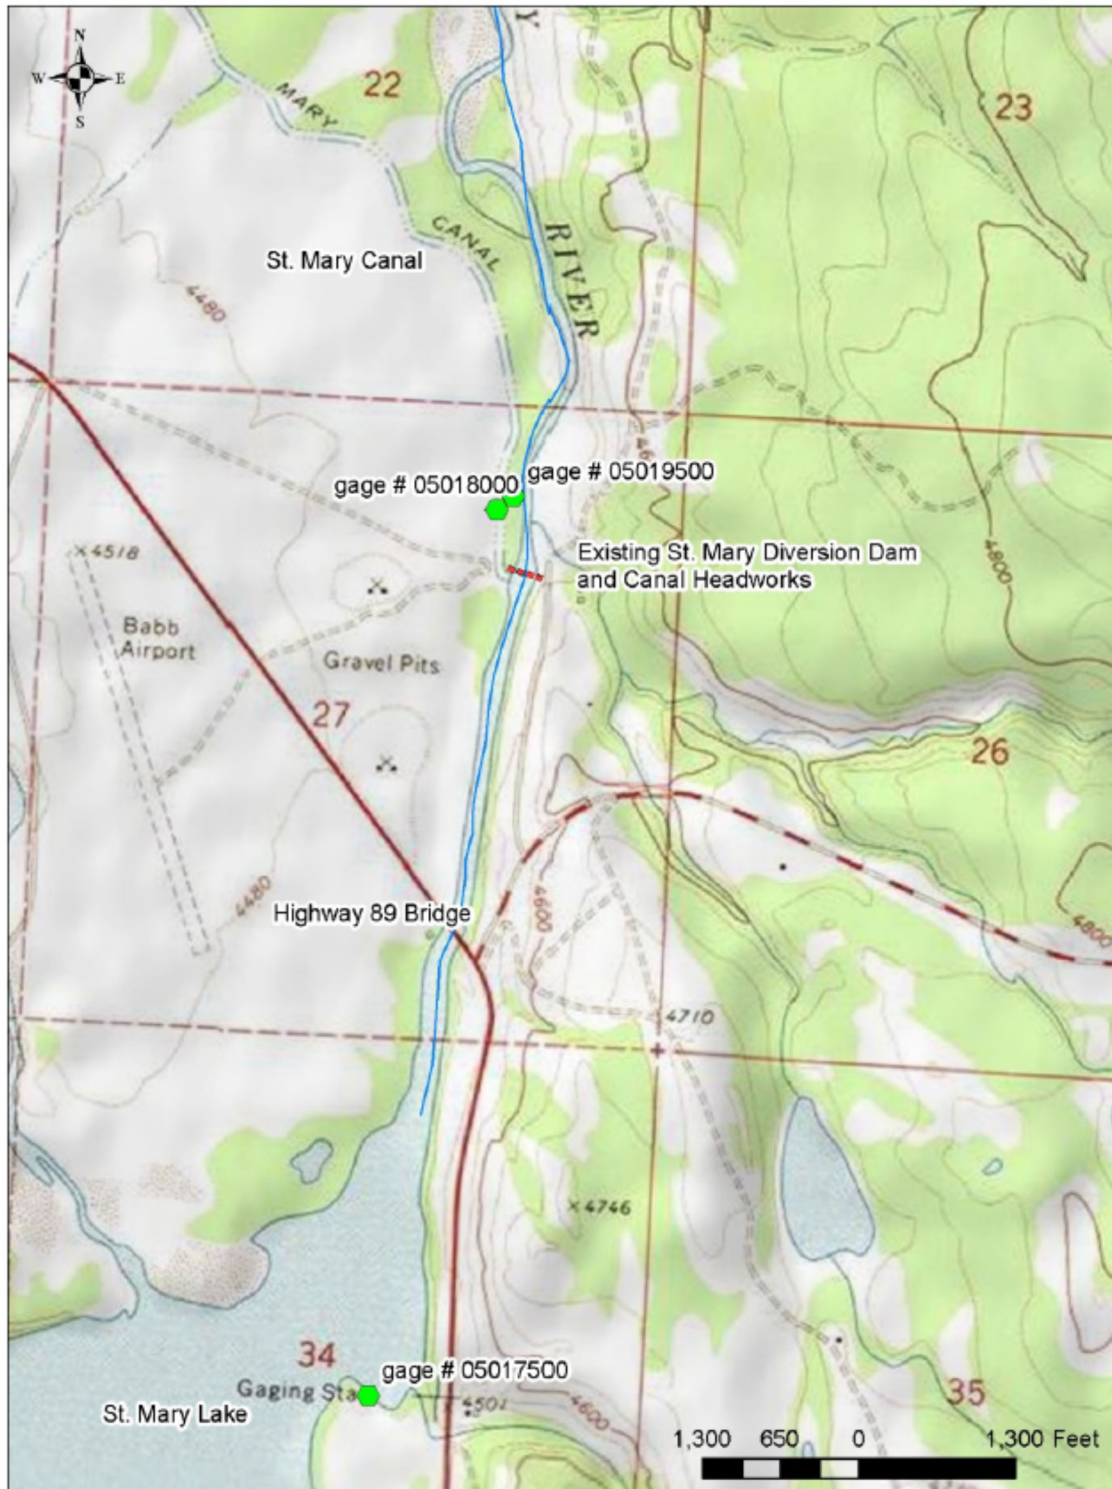 Y
N
W E
S
22
23
MARY
CANAL
RIVER
St. Mary Canal
4480
gage # 05018000
gage # 05019500
4518
Existing St. Mary Diversion Dam
and Canal Headworks
4800
Babb
Airport
Gravel Pits
27
26
4480
Highway 89 Bridge
4600
4800
4710
4746
34
gage # 05017500
Gaging Sta
St. Mary Lake
4501
4600
35
1,300 650 0 1,300 Feet